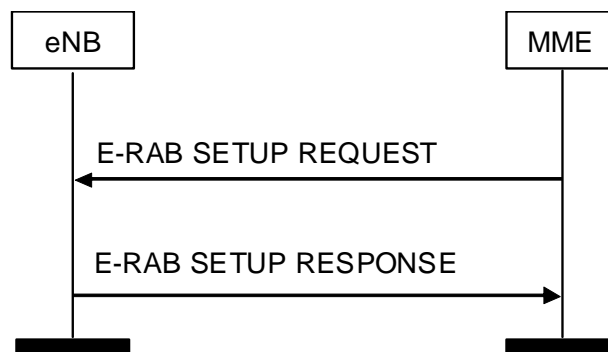 eNB
MME
E-RAB SETUP REQUEST
E-RAB SETUP RESPONSE